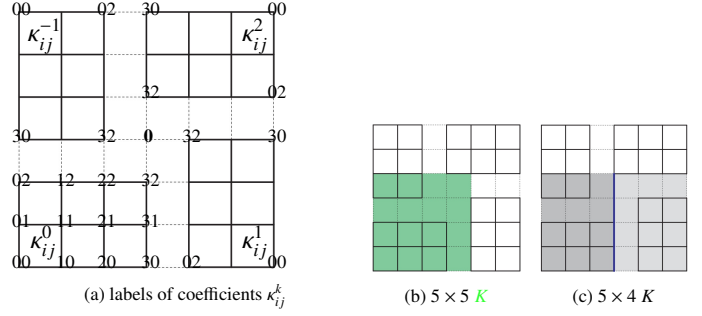 00 02 30 00
κ_{ij}^{-1} κ_{ij}^{2}
32 02
30 32 0 32 30
02 12 22 32
01 11 21 31
κ_{ij}^{0} κ_{ij}^{1}
00 10 20 30 02 00
(a) labels of coefficients κ_{ij}^{k}
(b) 5 × 5 K
(c) 5 × 4 K